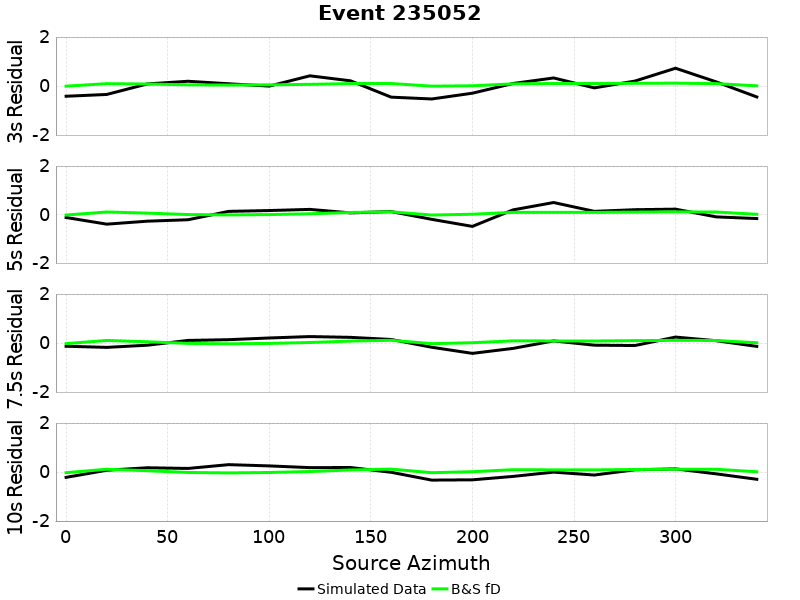 Event 235052
3s Residual
2
0
-2
5s Residual
2
0
-2
7.5s Residual
2
0
-2
10s Residual
2
0
-2
0 50 100 150 200 250 300
Source Azimuth
Simulated Data B&S fD